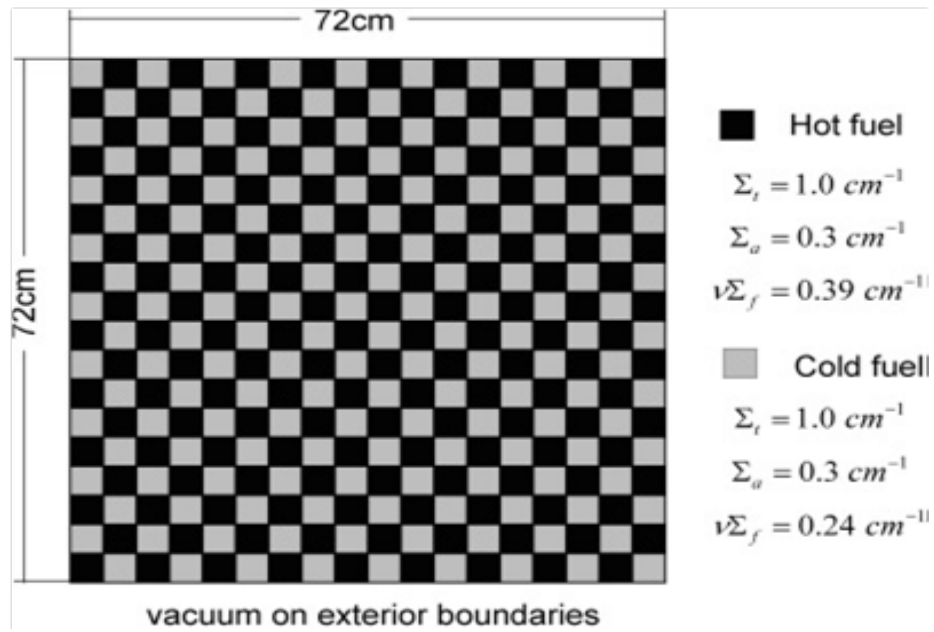 72cm
72cm
Hot fuel
Σt = 1.0 cm⁻¹
Σa = 0.3 cm⁻¹
νΣf = 0.39 cm⁻¹
Cold fuel
Σt = 1.0 cm⁻¹
Σa = 0.3 cm⁻¹
νΣf = 0.24 cm⁻¹
vacuum on exterior boundaries